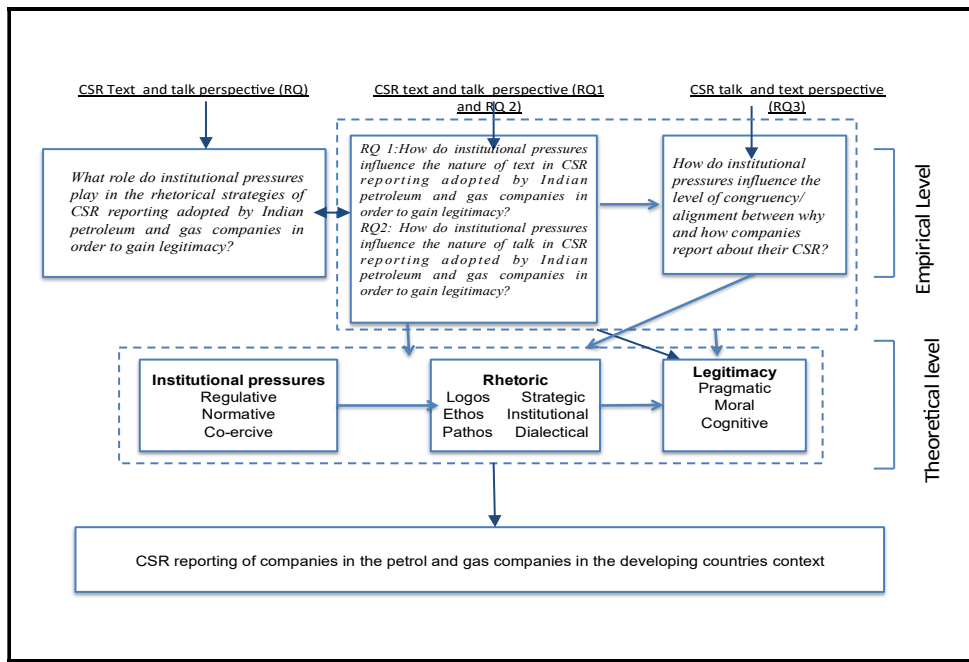 CSR Text and talk perspective (RQ)
CSR text and talk perspective (RQ1
and RQ 2)
CSR talk and text perspective
(RQ3)
What role do institutional pressures
play in the rhetorical strategies of
CSR reporting adopted by Indian
petroleum and gas companies in
order to gain legitimacy?
RQ 1:How do institutional pressures
influence the nature of text in CSR
reporting adopted by Indian
petroleum and gas companies in
order to gain legitimacy?
RQ2: How do institutional pressures
influence the nature of talk in CSR
reporting adopted by Indian
petroleum and gas companies in
order to gain legitimacy?
How do institutional
pressures influence the
level of congruency/
alignment between why
and how companies
report about their CSR?
Empirical Level
Institutional pressures
Regulative
Normative
Co-ercive
Rhetoric
Logos Strategic
Ethos Institutional
Pathos Dialectical
Legitimacy
Pragmatic
Moral
Cognitive
Theoretical level
CSR reporting of companies in the petrol and gas companies in the developing countries context